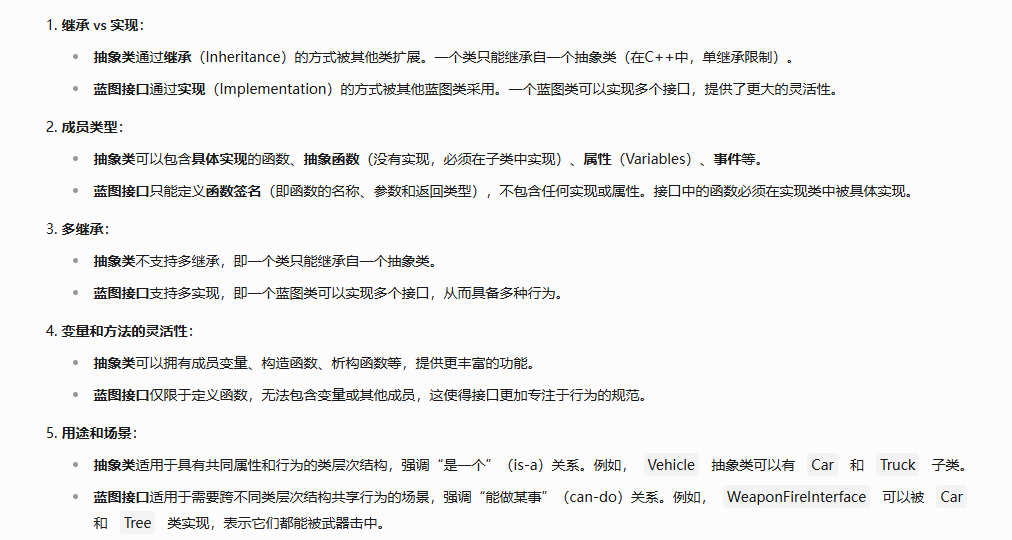 1. 继承 vs 实现：
• 抽象类通过继承（Inheritance）的方式被其他类扩展。一个类只能继承自一个抽象类（在C++中，单继承限制）。
• 蓝图接口通过实现（Implementation）的方式被其他蓝图类采用。一个蓝图类可以实现多个接口，提供了更大的灵活性。
2. 成员类型：
• 抽象类可以包含具体实现的函数、抽象函数（没有实现，必须在子类中实现）、属性（Variables）、事件等。
• 蓝图接口只能定义函数签名（即函数的名称、参数和返回类型），不包含任何实现或属性。接口中的函数必须在实现类中被具体实现。
3. 多继承：
• 抽象类不支持多继承，即一个类只能继承自一个抽象类。
• 蓝图接口支持多实现，即一个蓝图类可以实现多个接口，从而具备多种行为。
4. 变量和方法的灵活性：
• 抽象类可以拥有成员变量、构造函数、析构函数等，提供更丰富的功能。
• 蓝图接口仅限于定义函数，无法包含变量或其他成员，这使得接口更加专注于行为的规范。
5. 用途和场景：
• 抽象类适用于具有共同属性和行为的类层次结构，强调“是一个”（is-a）关系。例如， Vehicle 抽象类可以有 Car 和 Truck 子类。
• 蓝图接口适用于需要跨不同类层次结构共享行为的场景，强调“能做某事”（can-do）关系。例如， WeaponFireInterface 可以被 Car
和 Tree 类实现，表示它们都能被武器击中。